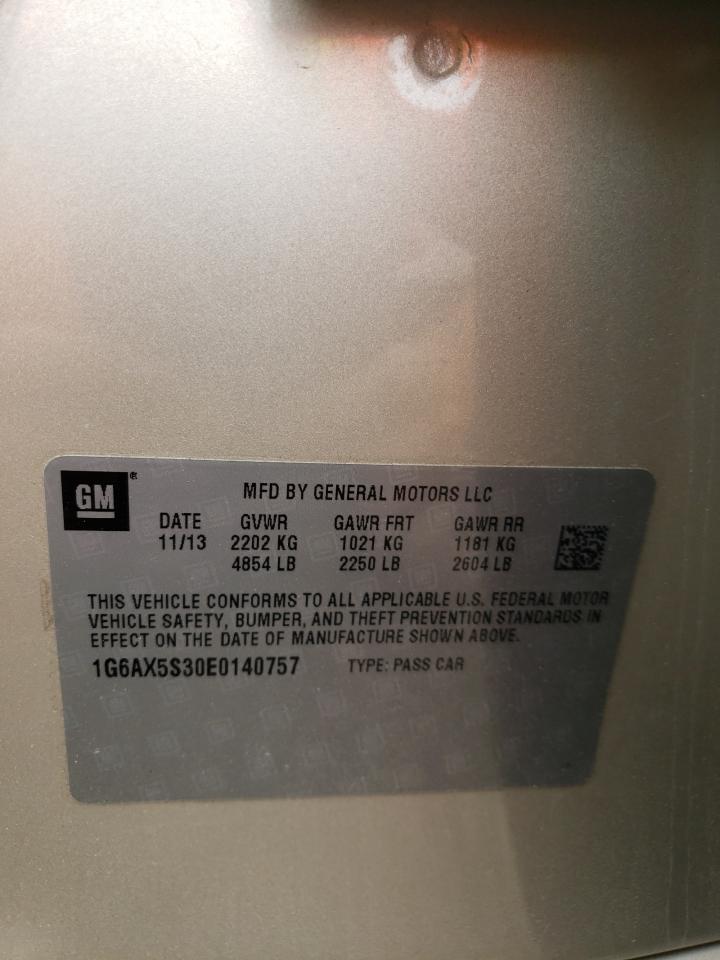 GM®
MFD BY GENERAL MOTORS LLC
DATE GVWR GAWR FRT GAWR RR
11/13 2202 KG 1021 KG 1181 KG
4854 LB 2250 LB 2604 LB
THIS VEHICLE CONFORMS TO ALL APPLICABLE U.S. FEDERAL MOTOR
VEHICLE SAFETY, BUMPER, AND THEFT PREVENTION STANDARDS IN
EFFECT ON THE DATE OF MANUFACTURE SHOWN ABOVE.
1G6AX5S30E0140757 TYPE: PASS CAR